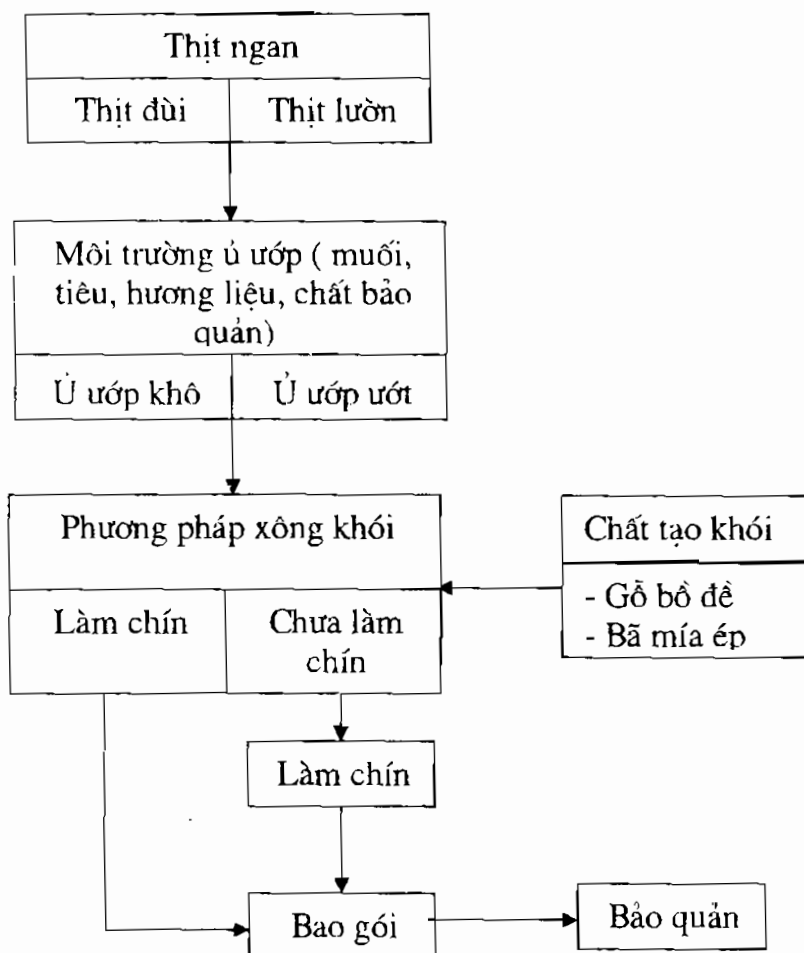 Thịt ngan
Thịt đùi
Thịt lườn
Môi trường ủ ướp ( muối,
tiêu, hương liệu, chất bảo
quản)
Ủ ướp khô
Ủ ướp ướt
Phương pháp xông khói
Làm chín
Chưa làm
chín
Chất tạo khói
- Gỗ bồ đề
- Bã mía ép
Làm chín
Bao gói
Bảo quản